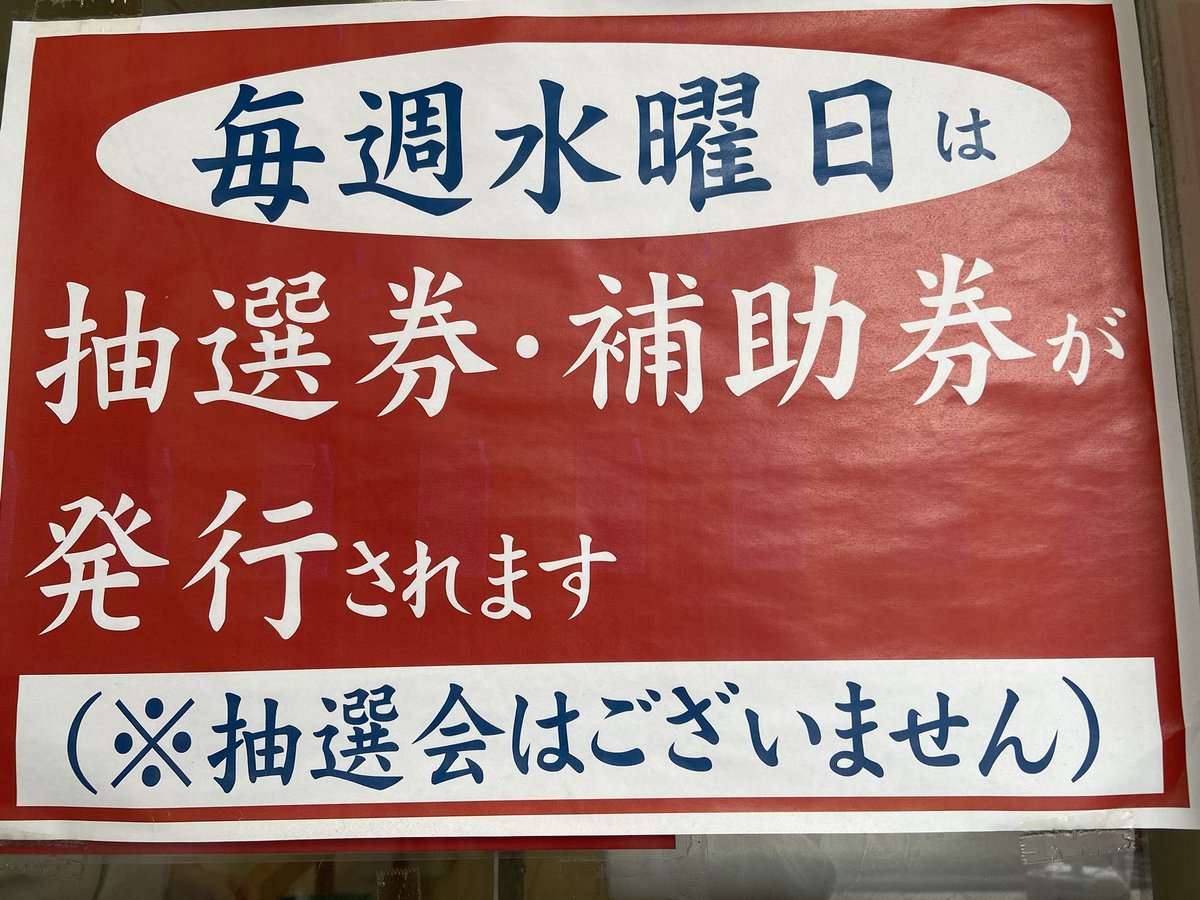 毎週水曜日は
抽選券・補助券が
発行されます
（※抽選会はございません）